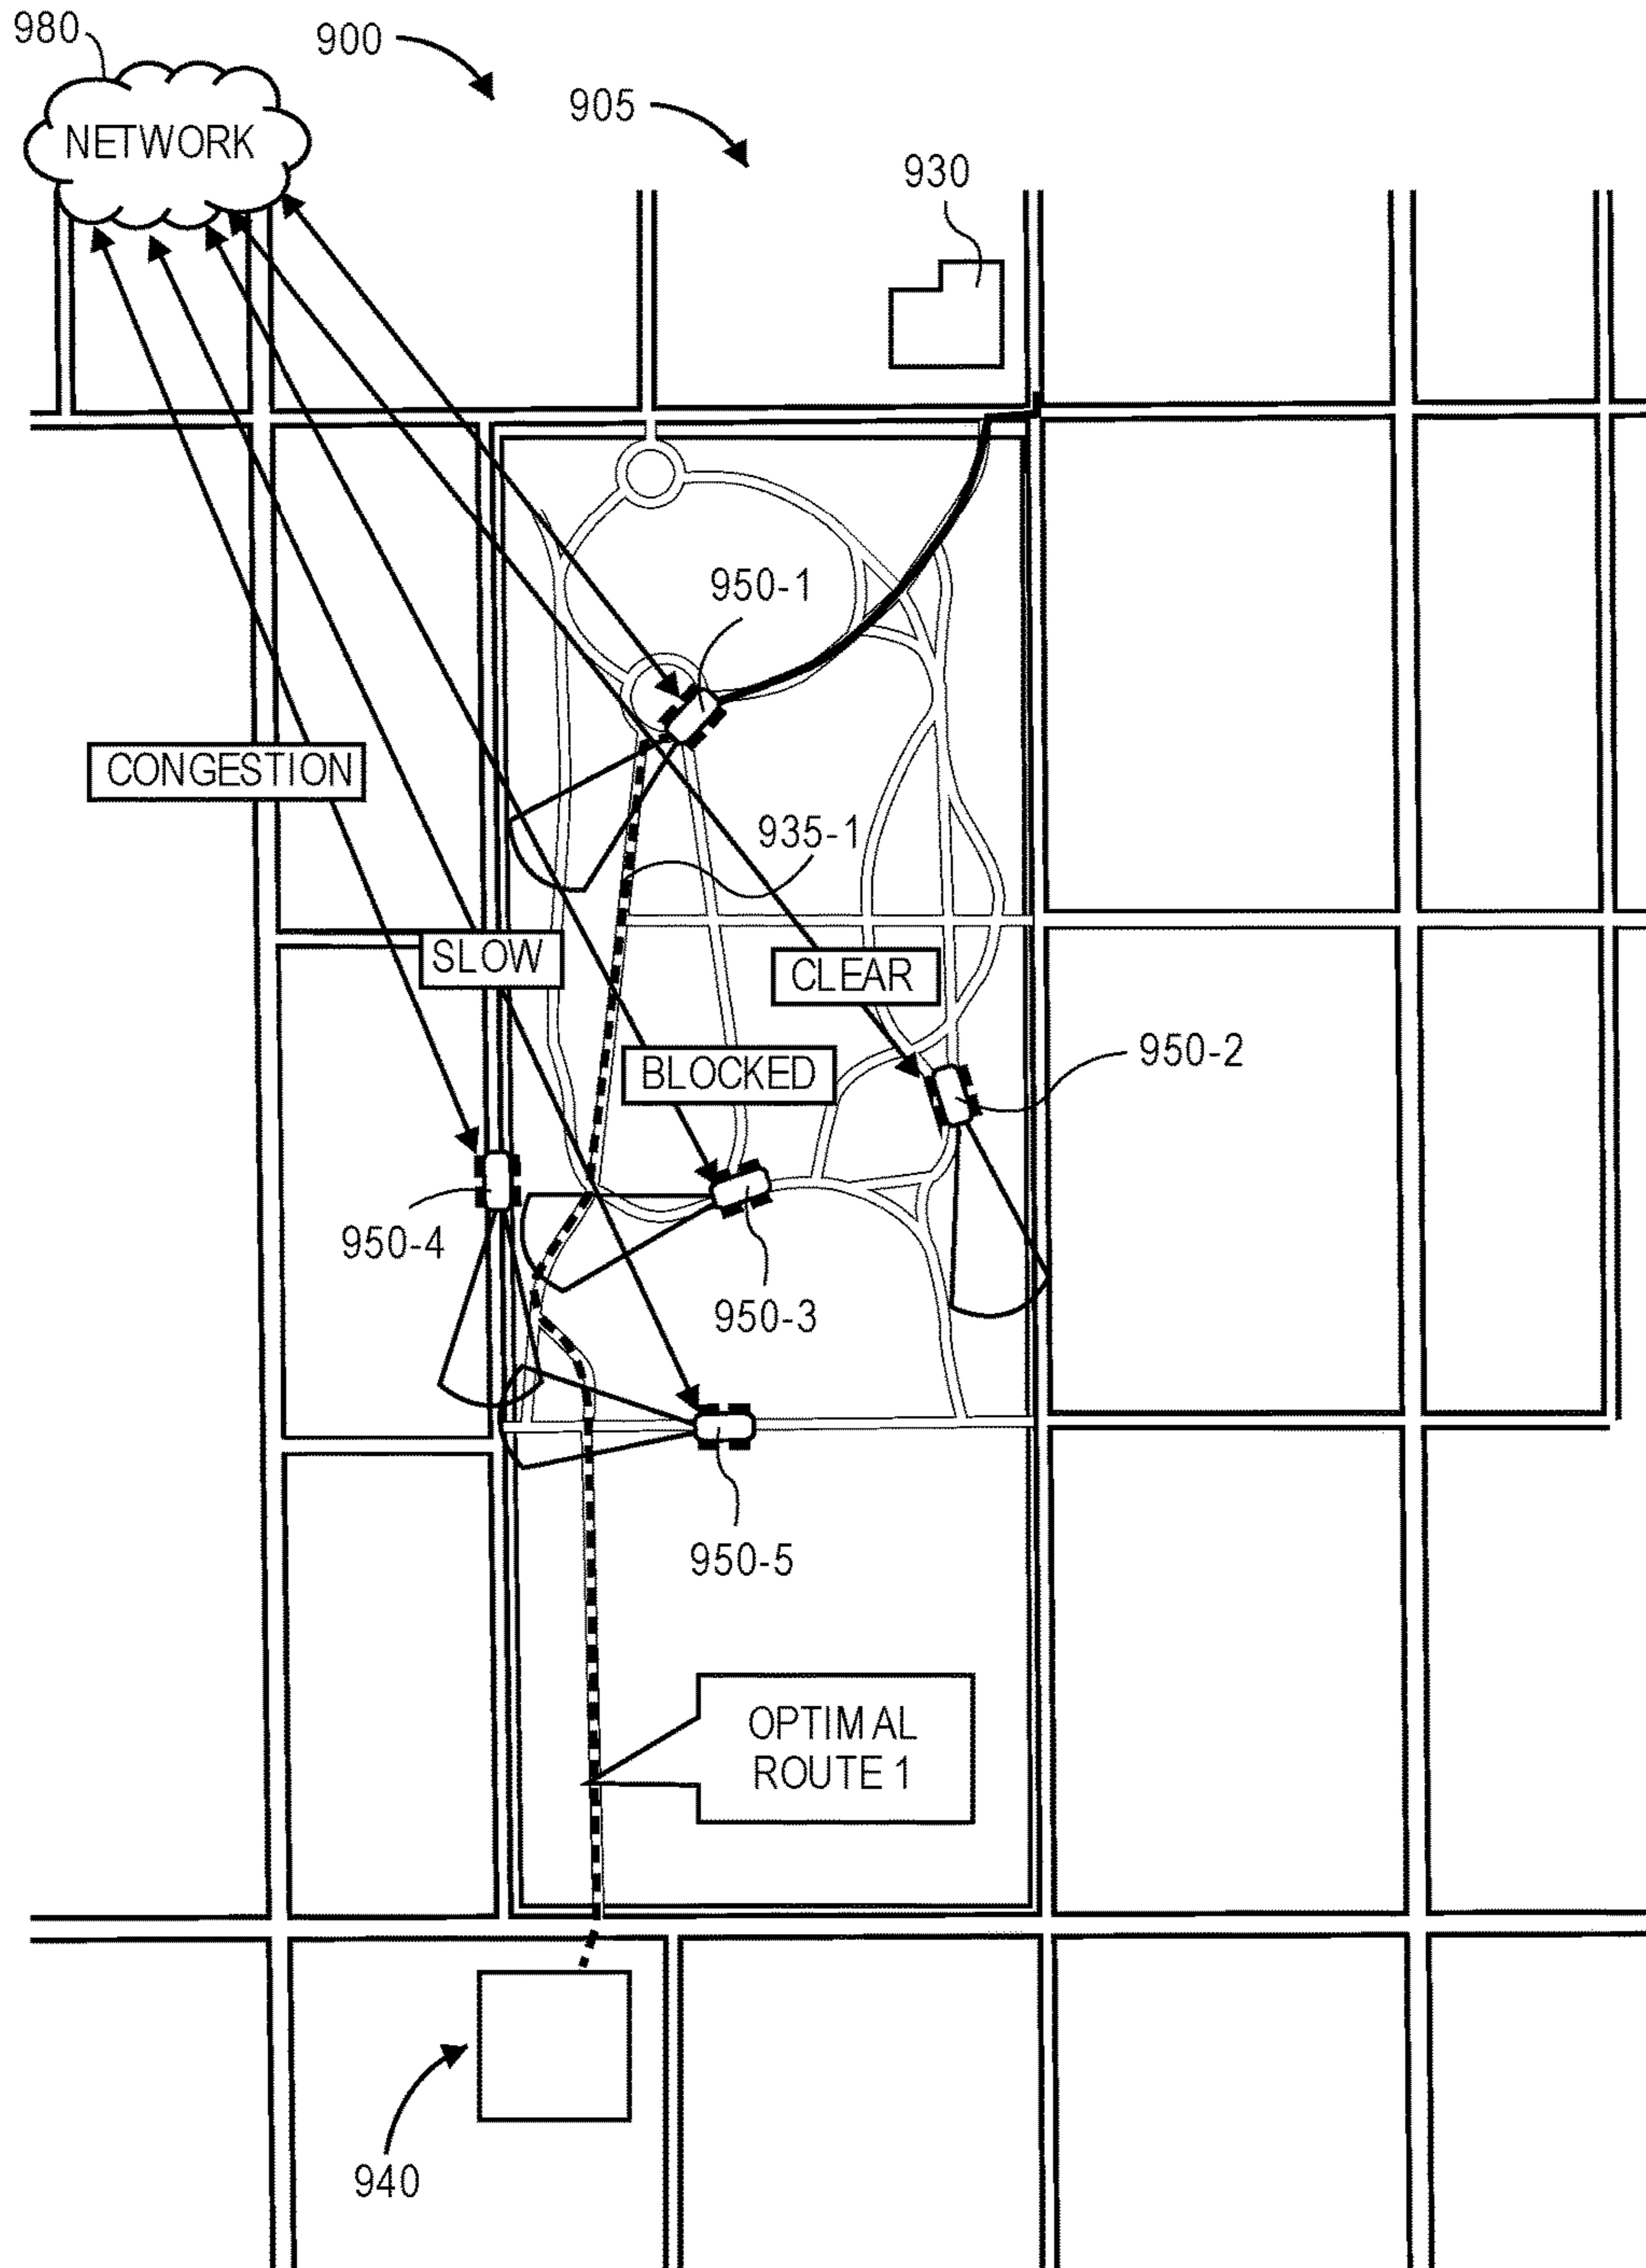 980
900
905
NETWORK
930
950-1
CONGESTION
935-1
SLOW
CLEAR
BLOCKED
950-2
950-4
950-3
950-5
OPTIMAL
ROUTE 1
940